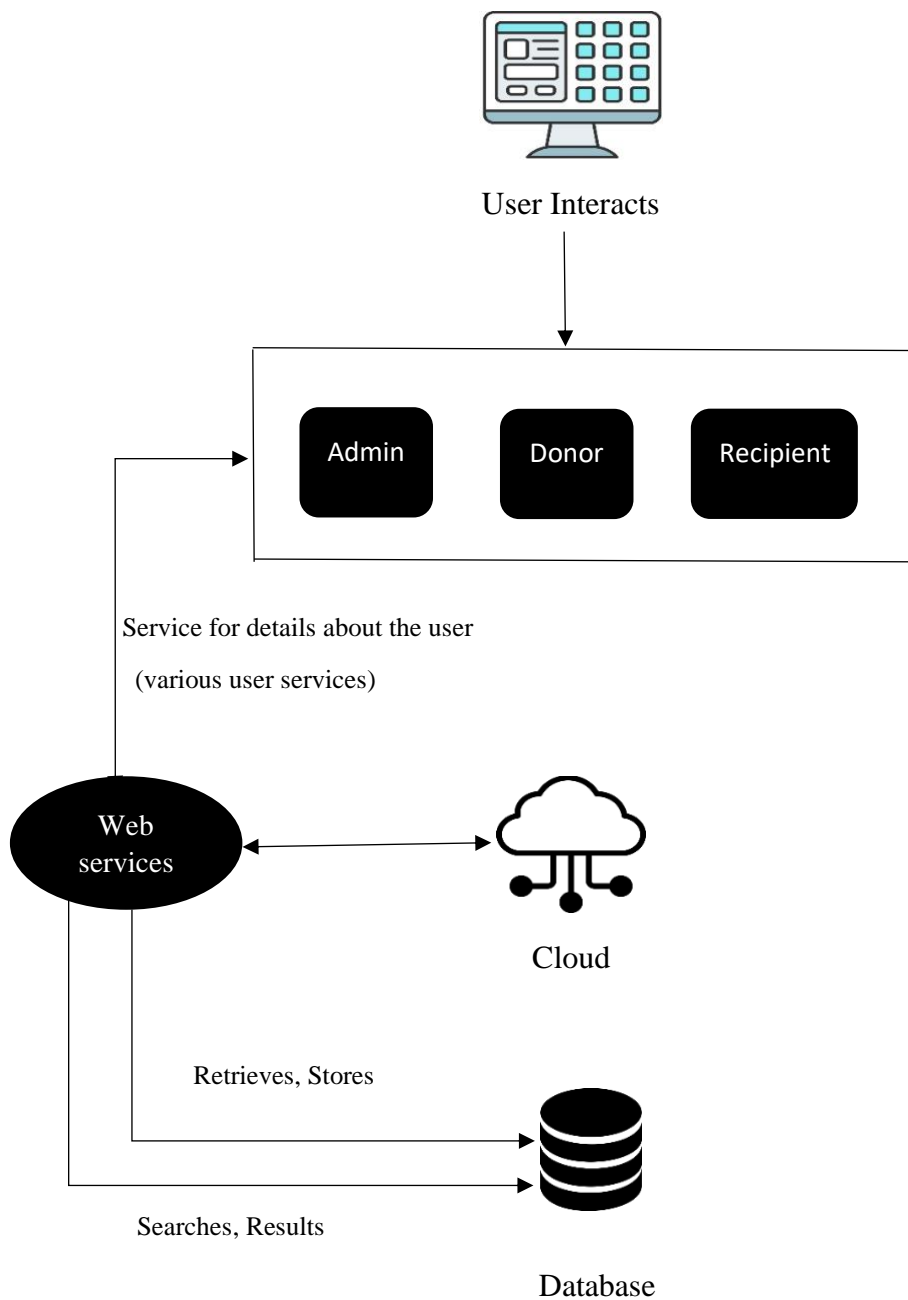 User Interacts
Admin
Donor
Recipient
Service for details about the user
(various user services)
Web
services
Cloud
Retrieves, Stores
Searches, Results
Database